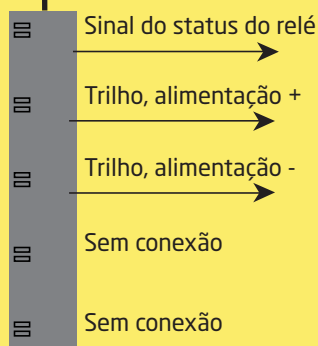 Sinal do status do relé
Trilho, alimentação +
Trilho, alimentação -
Sem conexão
Sem conexão